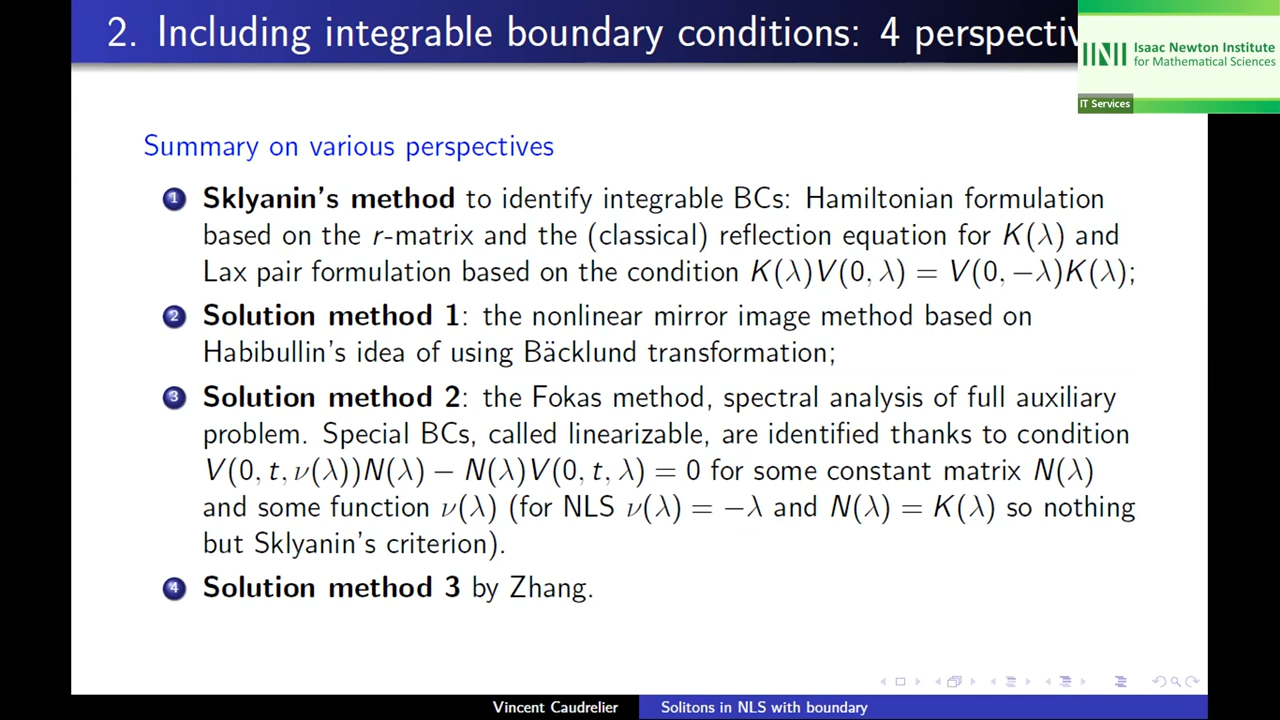 2. Including integrable boundary conditions: 4 perspectiv
Isaac Newton Institute
for Mathematical Sciences
IT Services
Summary on various perspectives
1 Sklyanin's method to identify integrable BCs: Hamiltonian formulation
based on the r-matrix and the (classical) reflection equation for K(λ) and
Lax pair formulation based on the condition K(λ)V(0, λ) = V(0, −λ)K(λ);
2 Solution method 1: the nonlinear mirror image method based on
Habibullin's idea of using Bäcklund transformation;
3 Solution method 2: the Fokas method, spectral analysis of full auxiliary
problem. Special BCs, called linearizable, are identified thanks to condition
V(0, t, ν(λ))N(λ) − N(λ)V(0, t, λ) = 0 for some constant matrix N(λ)
and some function ν(λ) (for NLS ν(λ) = −λ and N(λ) = K(λ) so nothing
but Sklyanin's criterion).
4 Solution method 3 by Zhang.
Vincent Caudrelier
Solitons in NLS with boundary